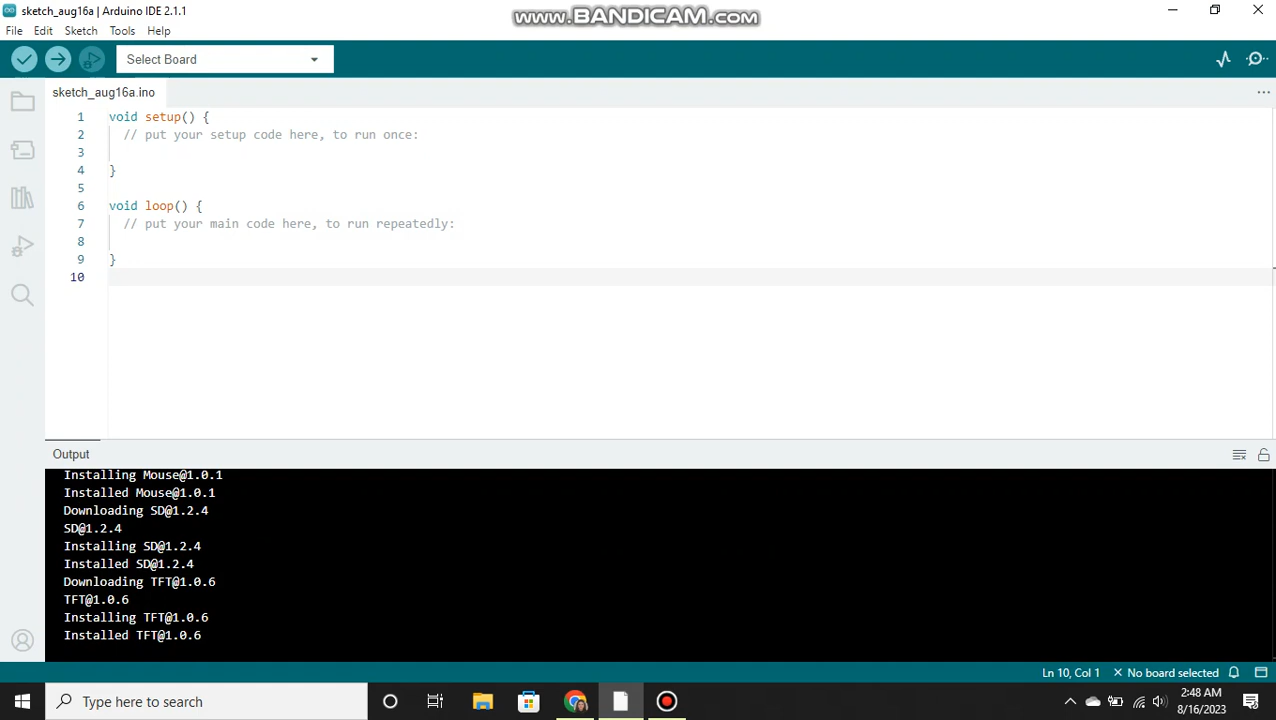 sketch_aug16a | Arduino IDE 2.1.1
www.BANDICAM.com
File Edit Sketch Tools Help
Select Board
sketch_aug16a.ino
1 void setup() {
2 // put your setup code here, to run once:
3
4 }
5
6 void loop() {
7 // put your main code here, to run repeatedly:
8
9 }
10
Output
Installing Mouse@1.0.1
Installed Mouse@1.0.1
Downloading SD@1.2.4
SD@1.2.4
Installing SD@1.2.4
Installed SD@1.2.4
Downloading TFT@1.0.6
TFT@1.0.6
Installing TFT@1.0.6
Installed TFT@1.0.6
Ln 10, Col 1 × No board selected
Type here to search
2:48 AM
8/16/2023